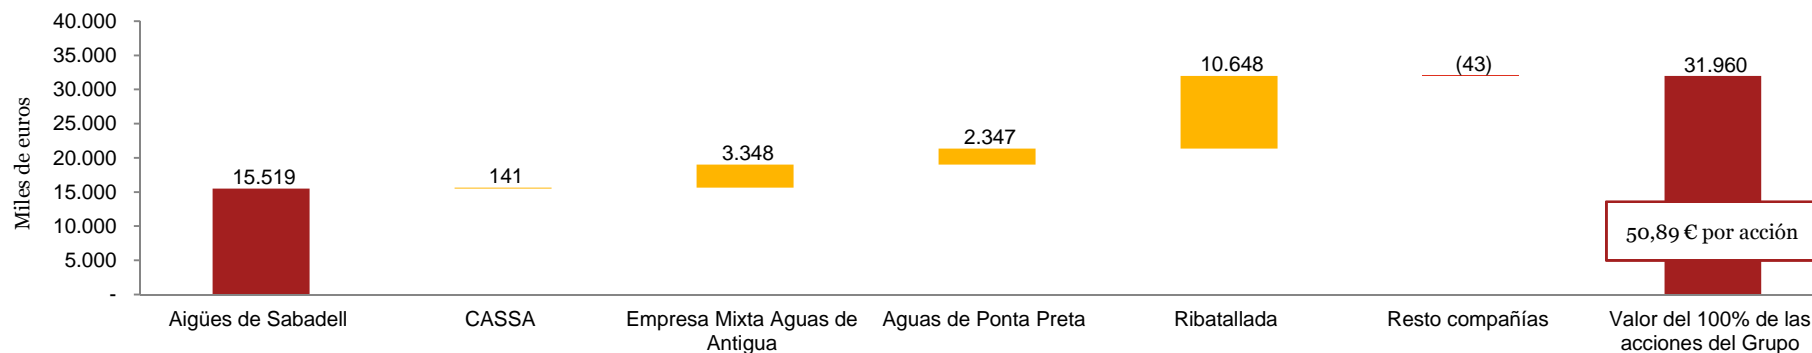 Miles de euros
40.000
35.000
30.000
25.000
20.000
15.000
10.000
5.000
-
15.519
141
3.348
2.347
10.648
(43)
31.960
50,89 € por acción
Aigües de Sabadell
CASSA
Empresa Mixta Aguas de
Antigua
Aguas de Ponta Preta
Ribatallada
Resto compañías
Valor del 100% de las
acciones del Grupo